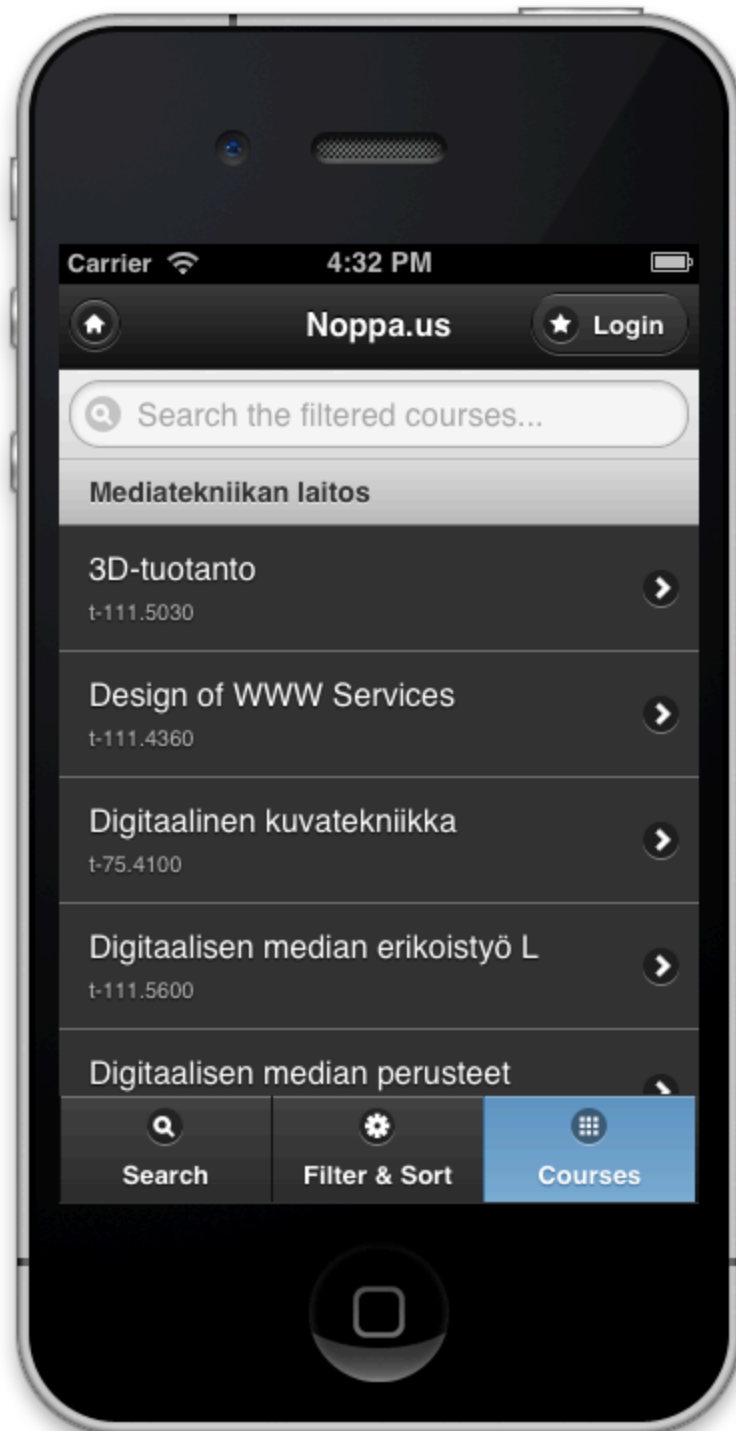 Carrier 4:32 PM
Noppa.us Login
Search the filtered courses...
Mediatekniikan laitos
3D-tuotanto
t-111.5030
Design of WWW Services
t-111.4360
Digitaalinen kuvatekniikka
t-75.4100
Digitaalisen median erikoistyö L
t-111.5600
Digitaalisen median perusteet
Search Filter & Sort Courses